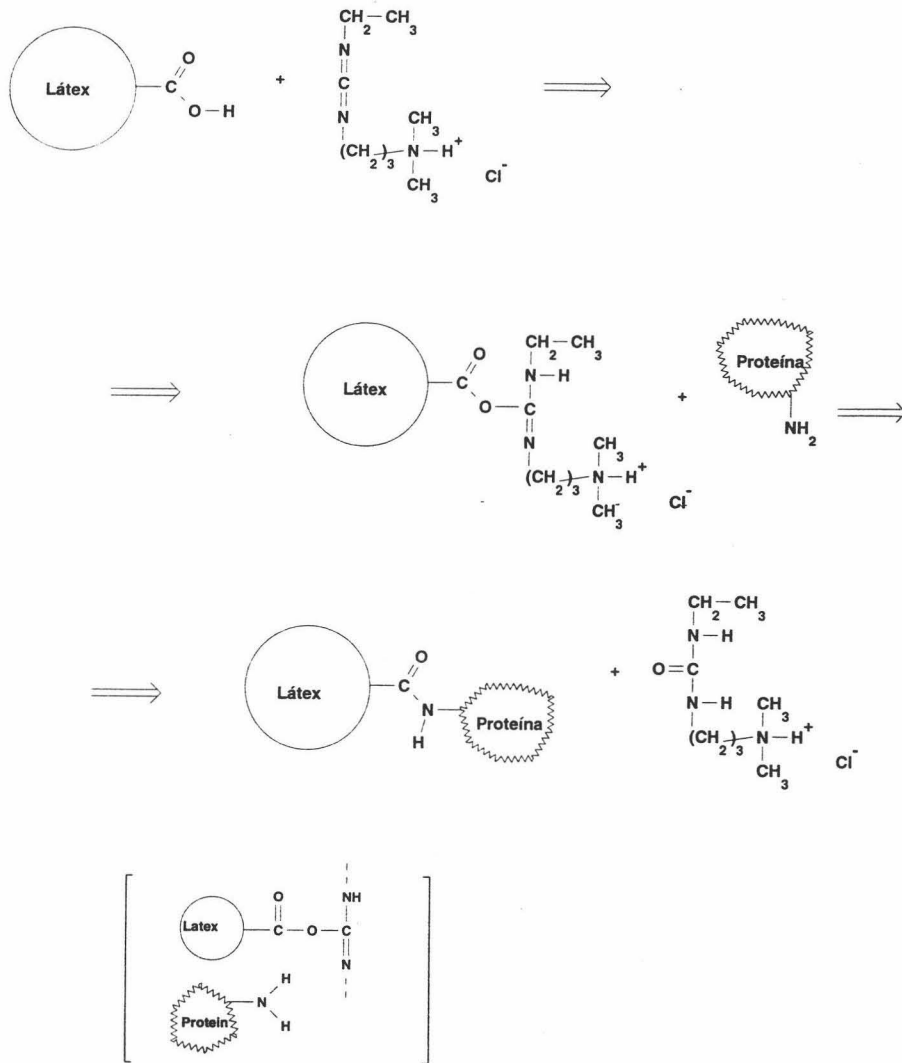 CH2-CH3
N
C
N
(CH2)3 N-H+
CH3
CH3
Cl-
Látex
C
O
O-H
+
CH2-CH3
N-H
Látex
C
O
O
C
N
(CH2)3 N-H+
CH3
CH3
Cl-
+
Proteína
NH2
CH2-CH3
N-H
Látex
C
O
N
H
Proteína
+
O=C
N-H
(CH2)3 N-H+
CH3
CH3
Cl-
O
NH
Latex
C-O-C
N
H
Protein
N
H